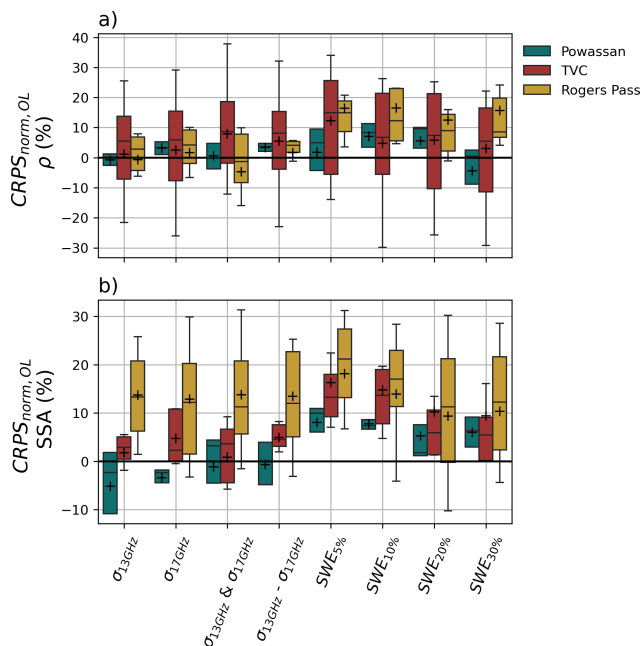 a)
CRPSnorm, OL
ρ (%)
40
30
20
10
0
−10
−20
−30
Powassan
TVC
Rogers Pass
b)
CRPSnorm, OL
SSA (%)
30
20
10
0
−10
σ13GHz
σ17GHz
σ13GHz & σ17GHz
σ13GHz - σ17GHz
SWE5%
SWE10%
SWE20%
SWE30%